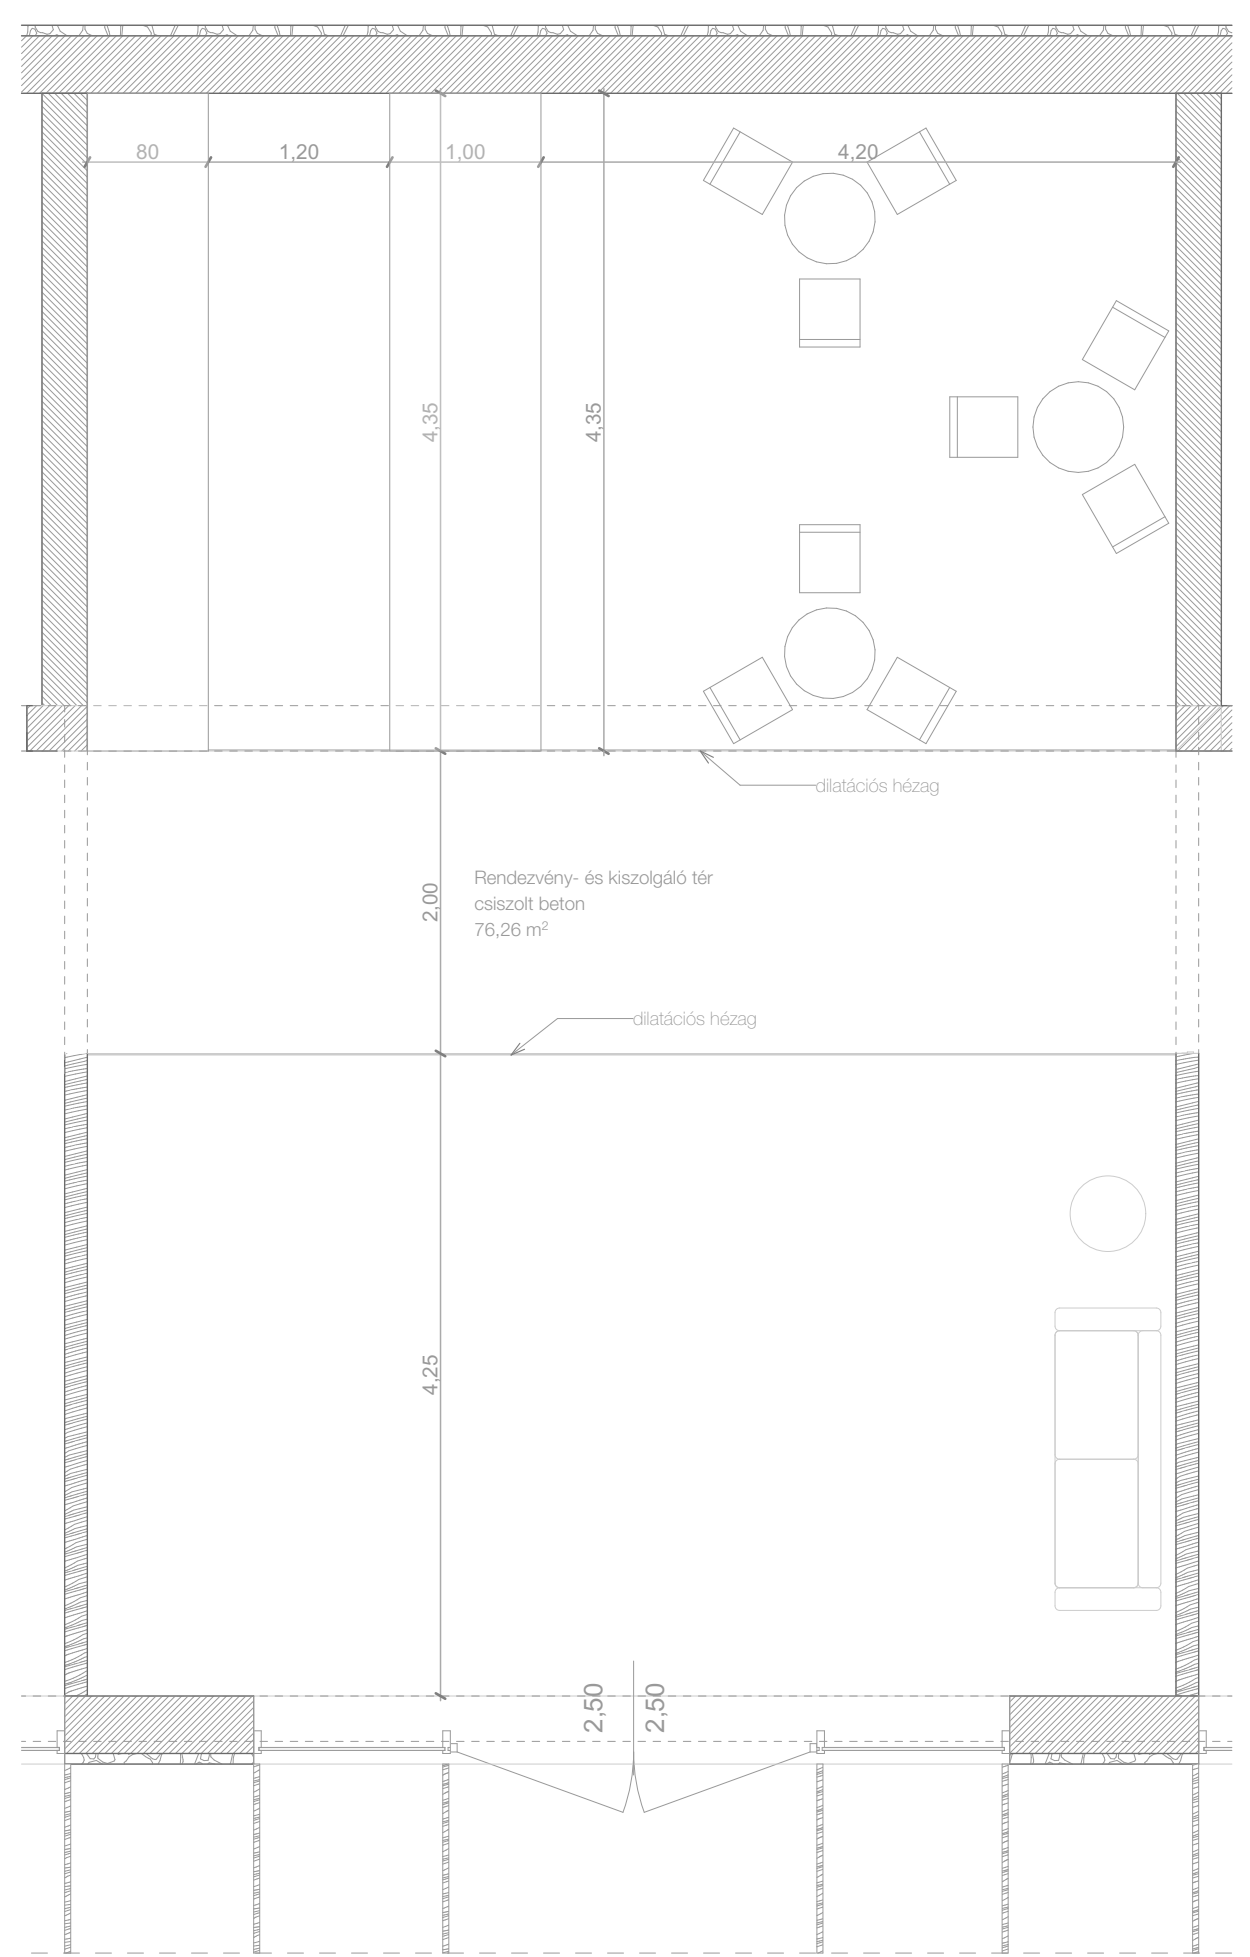 80
1,20
1,00
4,20
4,35
4,35
dilatációs hézag
2,00
Rendezvény- és kiszolgáló tér
csiszolt beton
76,26 m²
dilatációs hézag
4,25
2,50
2,50